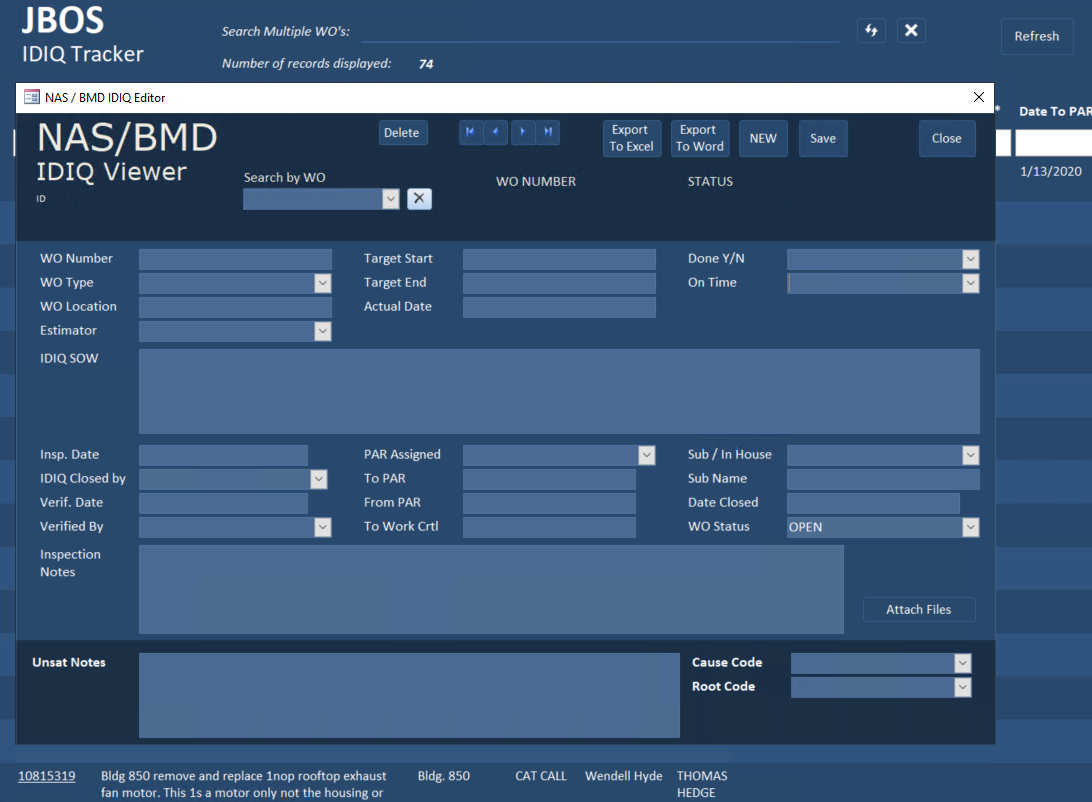 JBOS
IDIQ Tracker
Search Multiple WO's:
Number of records displayed: 74
Refresh
NAS / BMD IDIQ Editor
* Date To PAR
1/13/2020
NAS/BMD
IDIQ Viewer
ID
Delete
Export To Excel
Export To Word
NEW
Save
Close
Search by WO
WO NUMBER
STATUS
WO Number
Target Start
Done Y/N
WO Type
Target End
On Time
WO Location
Actual Date
Estimator
IDIQ SOW
Insp. Date
PAR Assigned
Sub / In House
IDIQ Closed by
To PAR
Sub Name
Verif. Date
From PAR
Date Closed
Verified By
To Work Crtl
WO Status OPEN
Inspection
Notes
Attach Files
Unsat Notes
Cause Code
Root Code
10815319 Bldg 850 remove and replace 1nop rooftop exhaust Bldg. 850 CAT CALL Wendell Hyde THOMAS
fan motor. This 1s a motor only not the housing or HEDGE